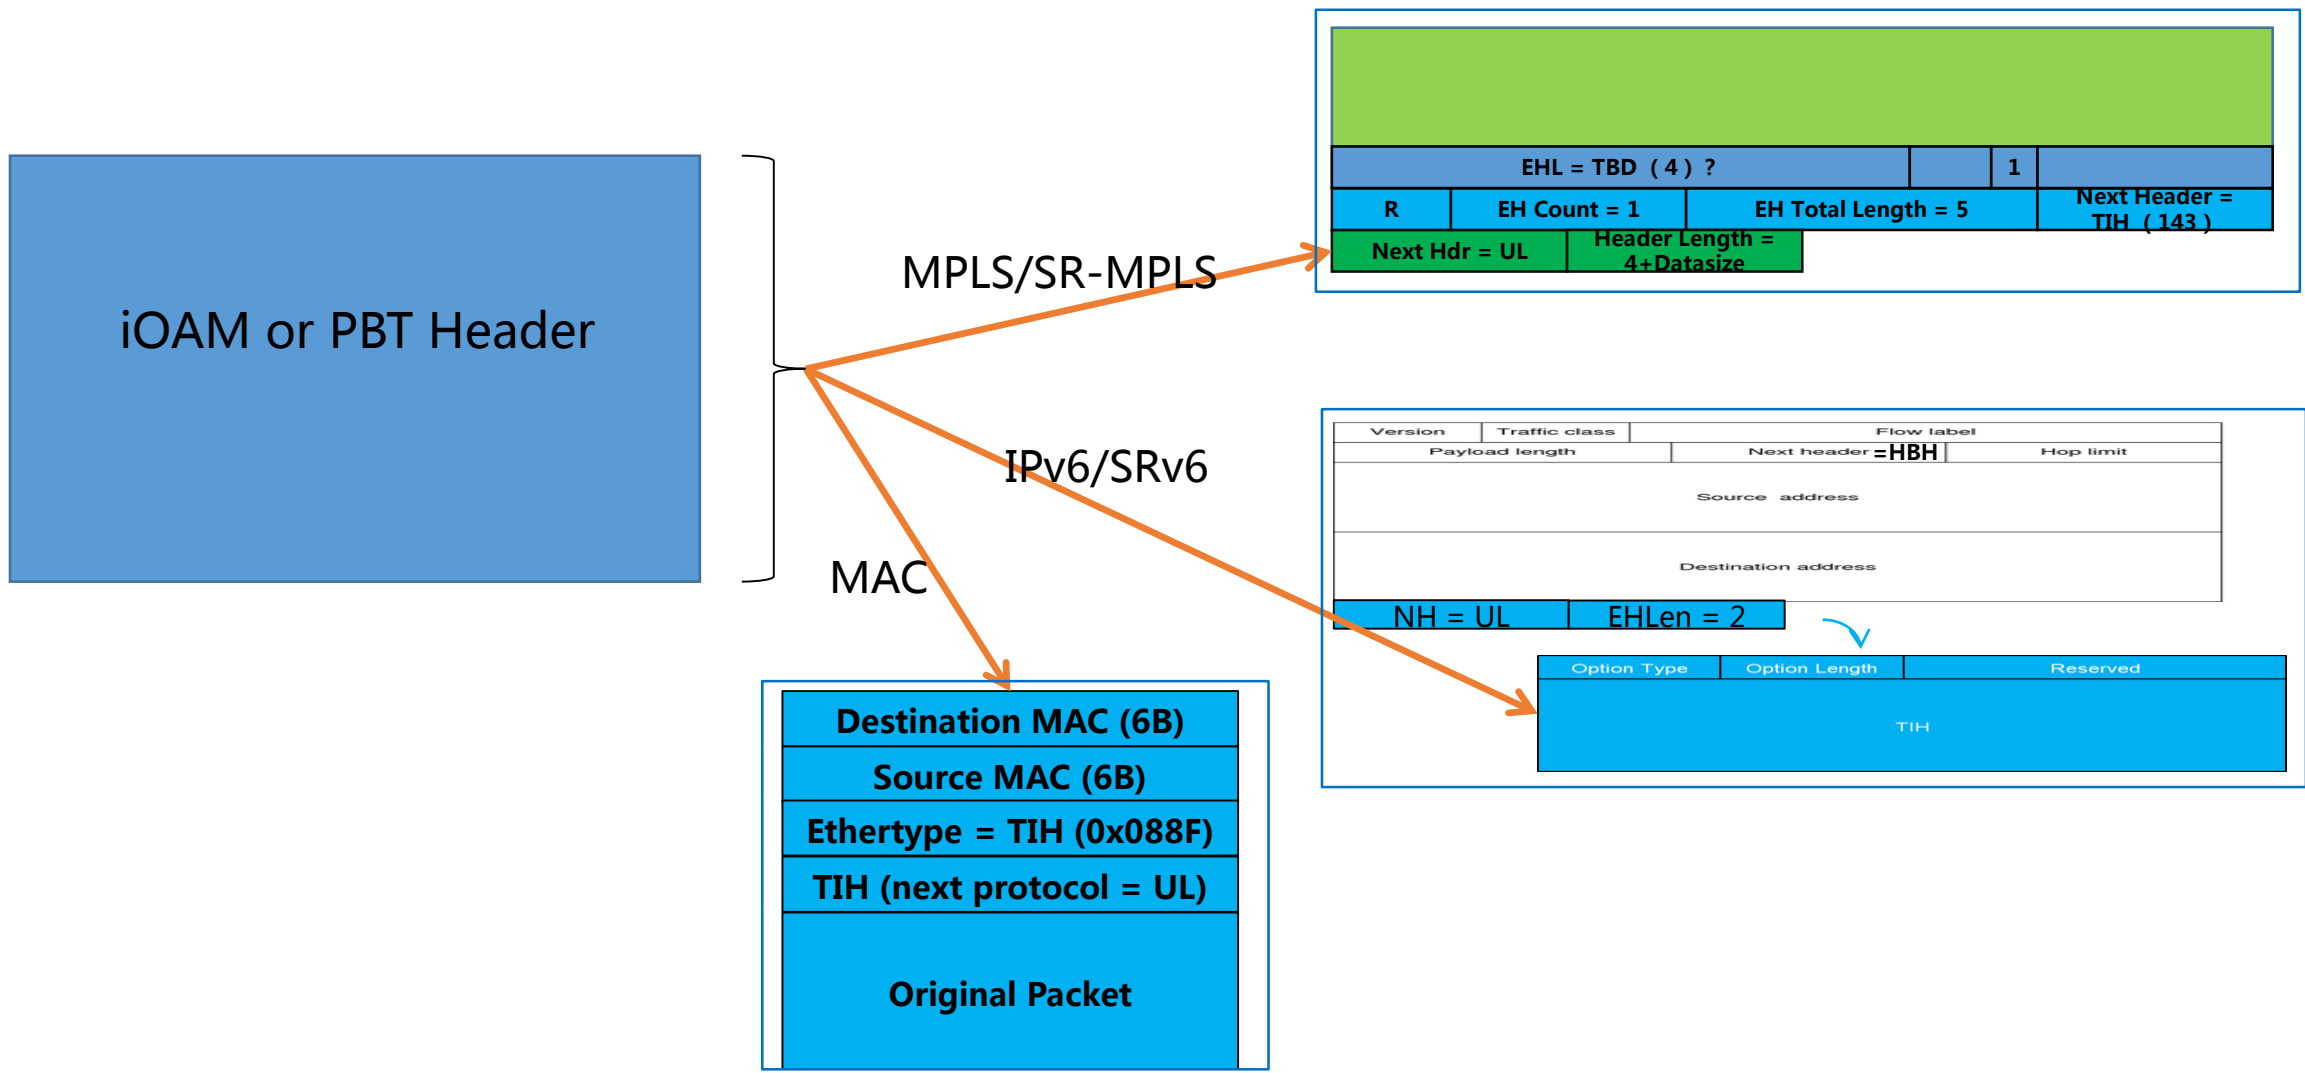 iOAM or PBT Header
MPLS/SR-MPLS
IPv6/SRv6
MAC
EHL = TBD （4）?
1
R
EH Count = 1
EH Total Length = 5
Next Header =
TIH （143）
Next Hdr = UL
Header Length =
4+Datasize
Version
Traffic class
Flow label
Payload length
Next header =HBH
Hop limit
Source address
Destination address
NH = UL
EHLen = 2
Option Type
Option Length
Reserved
TIH
Destination MAC (6B)
Source MAC (6B)
Ethertype = TIH (0x088F)
TIH (next protocol = UL)
Original Packet